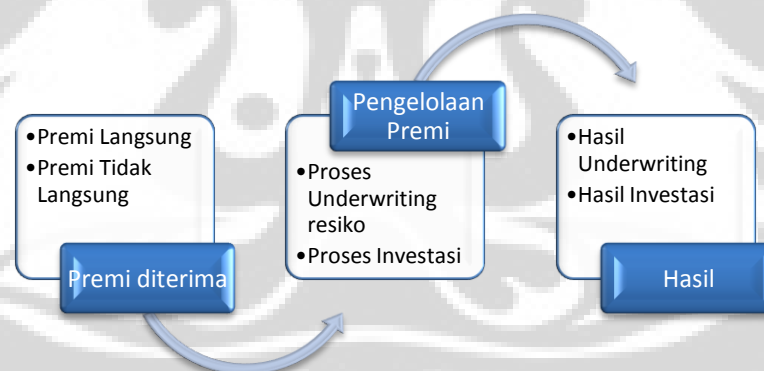 •Premi Langsung
•Premi Tidak
Langsung
Premi diterima
Pengelolaan
Premi
•Proses
Underwriting
resiko
•Proses Investasi
•Hasil
Underwriting
•Hasil Investasi
Hasil